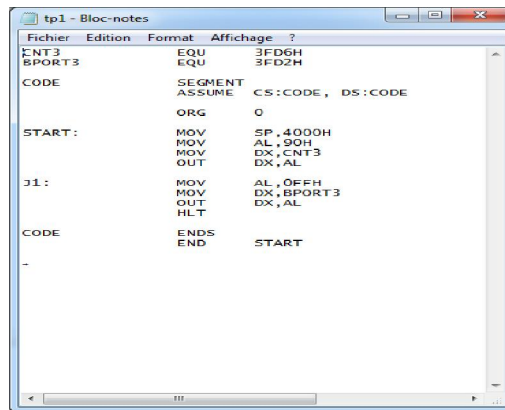 tp1 - Bloc-notes
Fichier Edition Format Affichage ?
CNT3 EQU 3FD6H
BPORT3 EQU 3FD2H
CODE SEGMENT
ASSUME CS:CODE, DS:CODE
ORG 0
START: MOV SP,4000H
MOV AL,90H
MOV DX,CNT3
OUT DX,AL
J1: MOV AL,0FFH
MOV DX,BPORT3
OUT DX,AL
HLT
CODE ENDS
END START